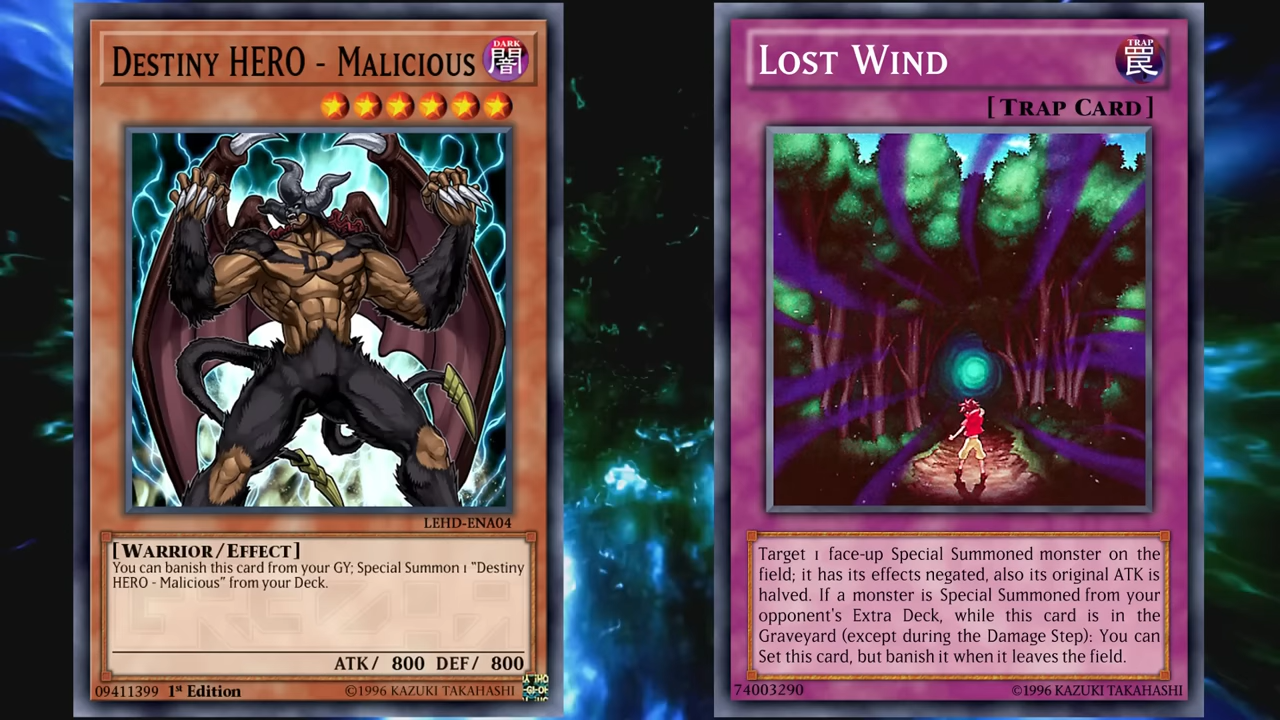 DESTINY HERO - MALICIOUS
DARK
闇
D
LEHD-ENA04
[WARRIOR/EFFECT]
You can banish this card from your GY; Special Summon 1 "Destiny
HERO - Malicious" from your Deck.
ATK/ 800 DEF/ 800
09411399 1st Edition ©1996 KAZUKI TAKAHASHI
LOST WIND
TRAP
罠
[TRAP CARD]
Target 1 face-up Special Summoned monster on the
field; it has its effects negated, also its original ATK is
halved. If a monster is Special Summoned from your
opponent's Extra Deck, while this card is in the
Graveyard (except during the Damage Step): You can
Set this card, but banish it when it leaves the field.
74003290 ©1996 KAZUKI TAKAHASHI